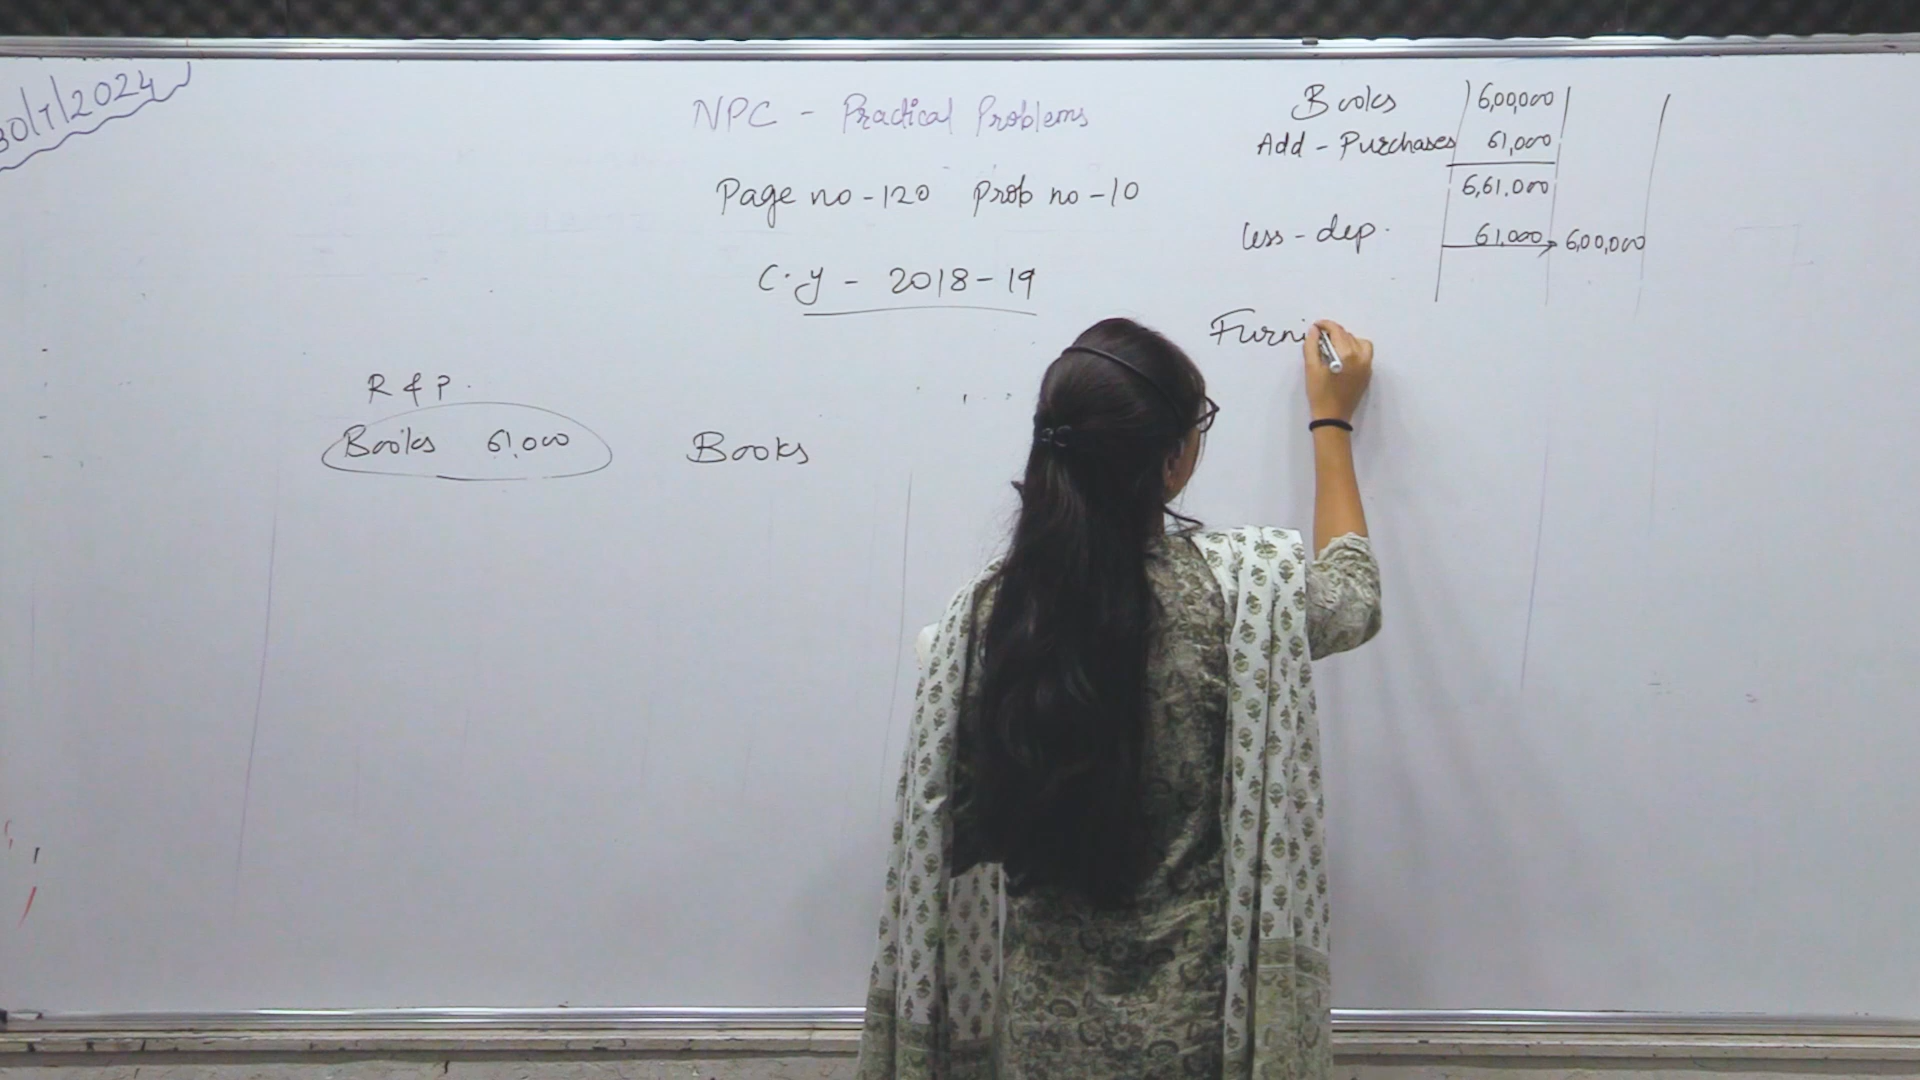 30/7/2024
NPC - Practical Problems
Page no - 120 Prob no - 10
C.y - 2018-19
R & P.
Books 61,000
Books
Books 6,00,000
Add - Purchases 61,000
6,61,000
Less - dep. 61,000 6,00,000
Furni